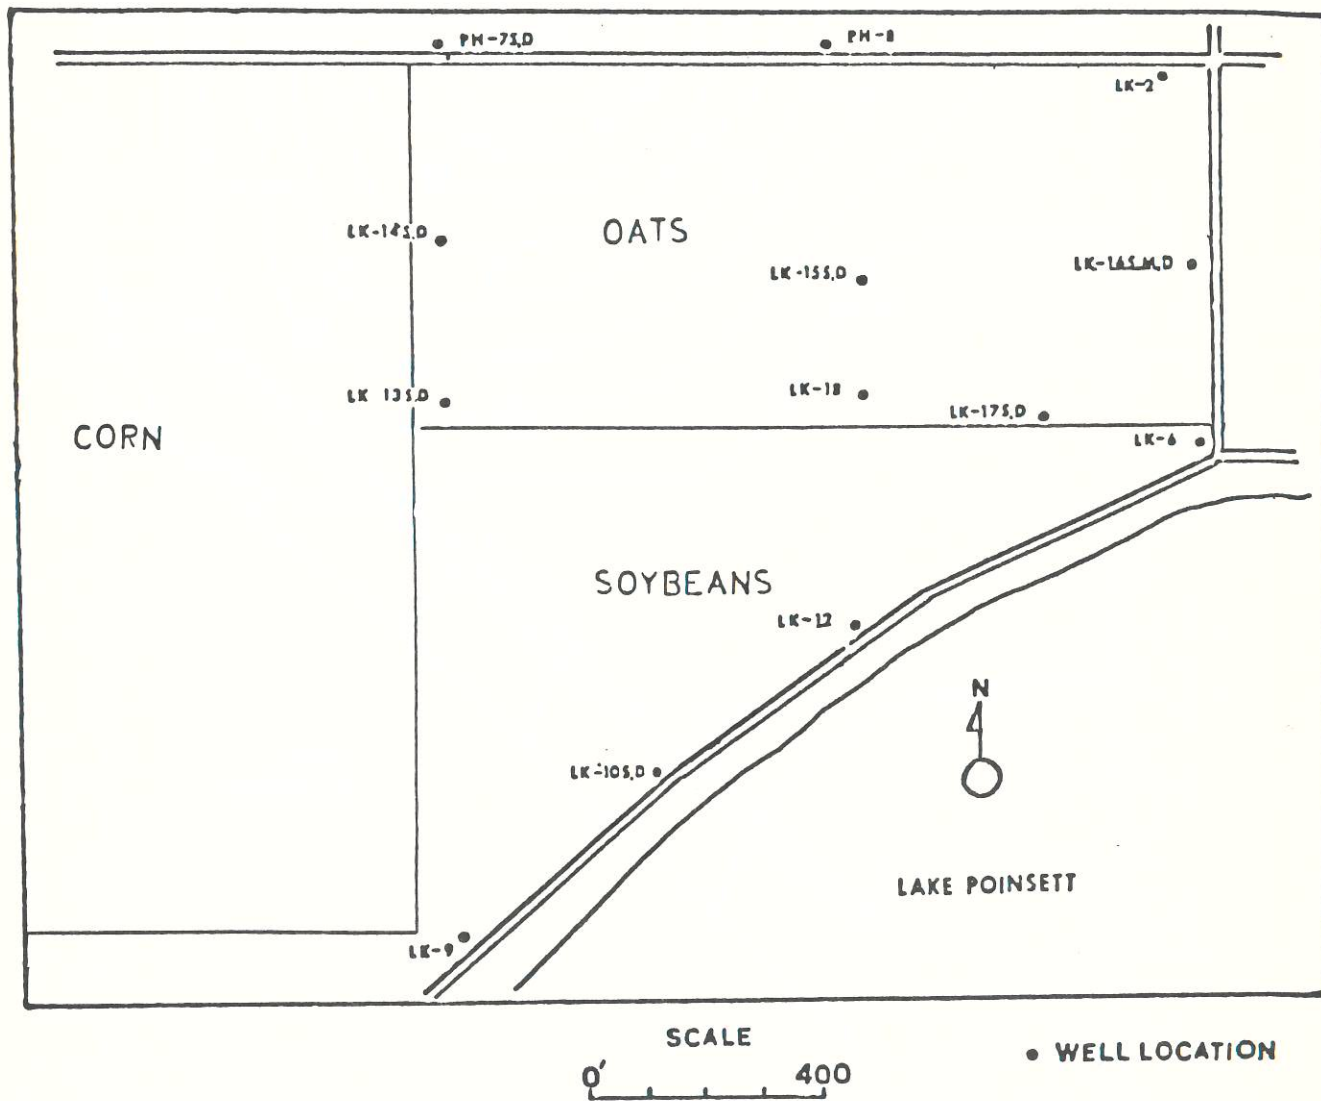 PH-7S,D
PH-8
LK-2
LK-14S,D
OATS
LK-15S,D
LK-16S,M,D
LK-13S,D
LK-18
LK-17S,D
CORN
LK-6
SOYBEANS
LK-12
N
LK-10S,D
LAKE POINSETT
LK-9
SCALE
0' 400
WELL LOCATION